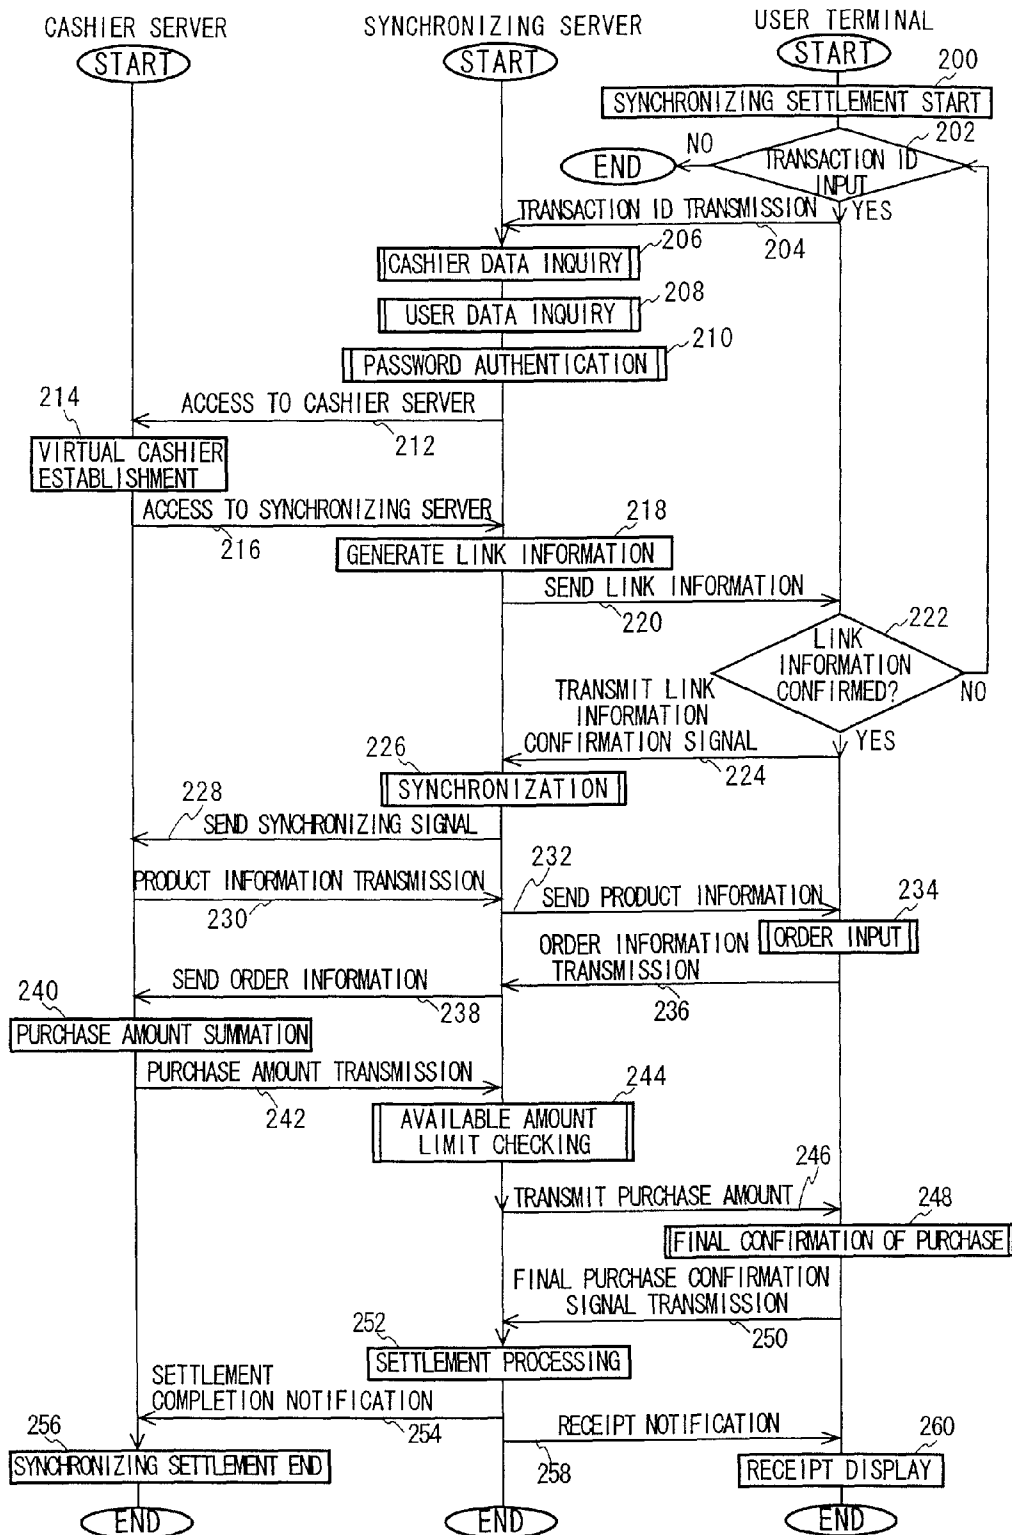 CASHIER SERVER
SYNCHRONIZING SERVER
USER TERMINAL
START
START
START
200
SYNCHRONIZING SETTLEMENT START
202
NO
END
TRANSACTION ID
INPUT
YES
TRANSACTION ID TRANSMISSION
204
206
CASHIER DATA INQUIRY
208
USER DATA INQUIRY
210
PASSWORD AUTHENTICATION
214
ACCESS TO CASHIER SERVER
212
VIRTUAL CASHIER
ESTABLISHMENT
ACCESS TO SYNCHRONIZING SERVER
216
218
GENERATE LINK INFORMATION
SEND LINK INFORMATION
220
222
LINK
INFORMATION
CONFIRMED?
NO
TRANSMIT LINK
INFORMATION
CONFIRMATION SIGNAL
YES
224
226
SYNCHRONIZATION
228
SEND SYNCHRONIZING SIGNAL
PRODUCT INFORMATION TRANSMISSION
230
232
SEND PRODUCT INFORMATION
234
ORDER INPUT
ORDER INFORMATION
TRANSMISSION
236
SEND ORDER INFORMATION
238
240
PURCHASE AMOUNT SUMMATION
PURCHASE AMOUNT TRANSMISSION
242
244
AVAILABLE AMOUNT
LIMIT CHECKING
246
TRANSMIT PURCHASE AMOUNT
248
FINAL CONFIRMATION OF PURCHASE
FINAL PURCHASE CONFIRMATION
SIGNAL TRANSMISSION
250
252
SETTLEMENT PROCESSING
SETTLEMENT
COMPLETION NOTIFICATION
254
RECEIPT NOTIFICATION
258
256
SYNCHRONIZING SETTLEMENT END
260
RECEIPT DISPLAY
END
END
END